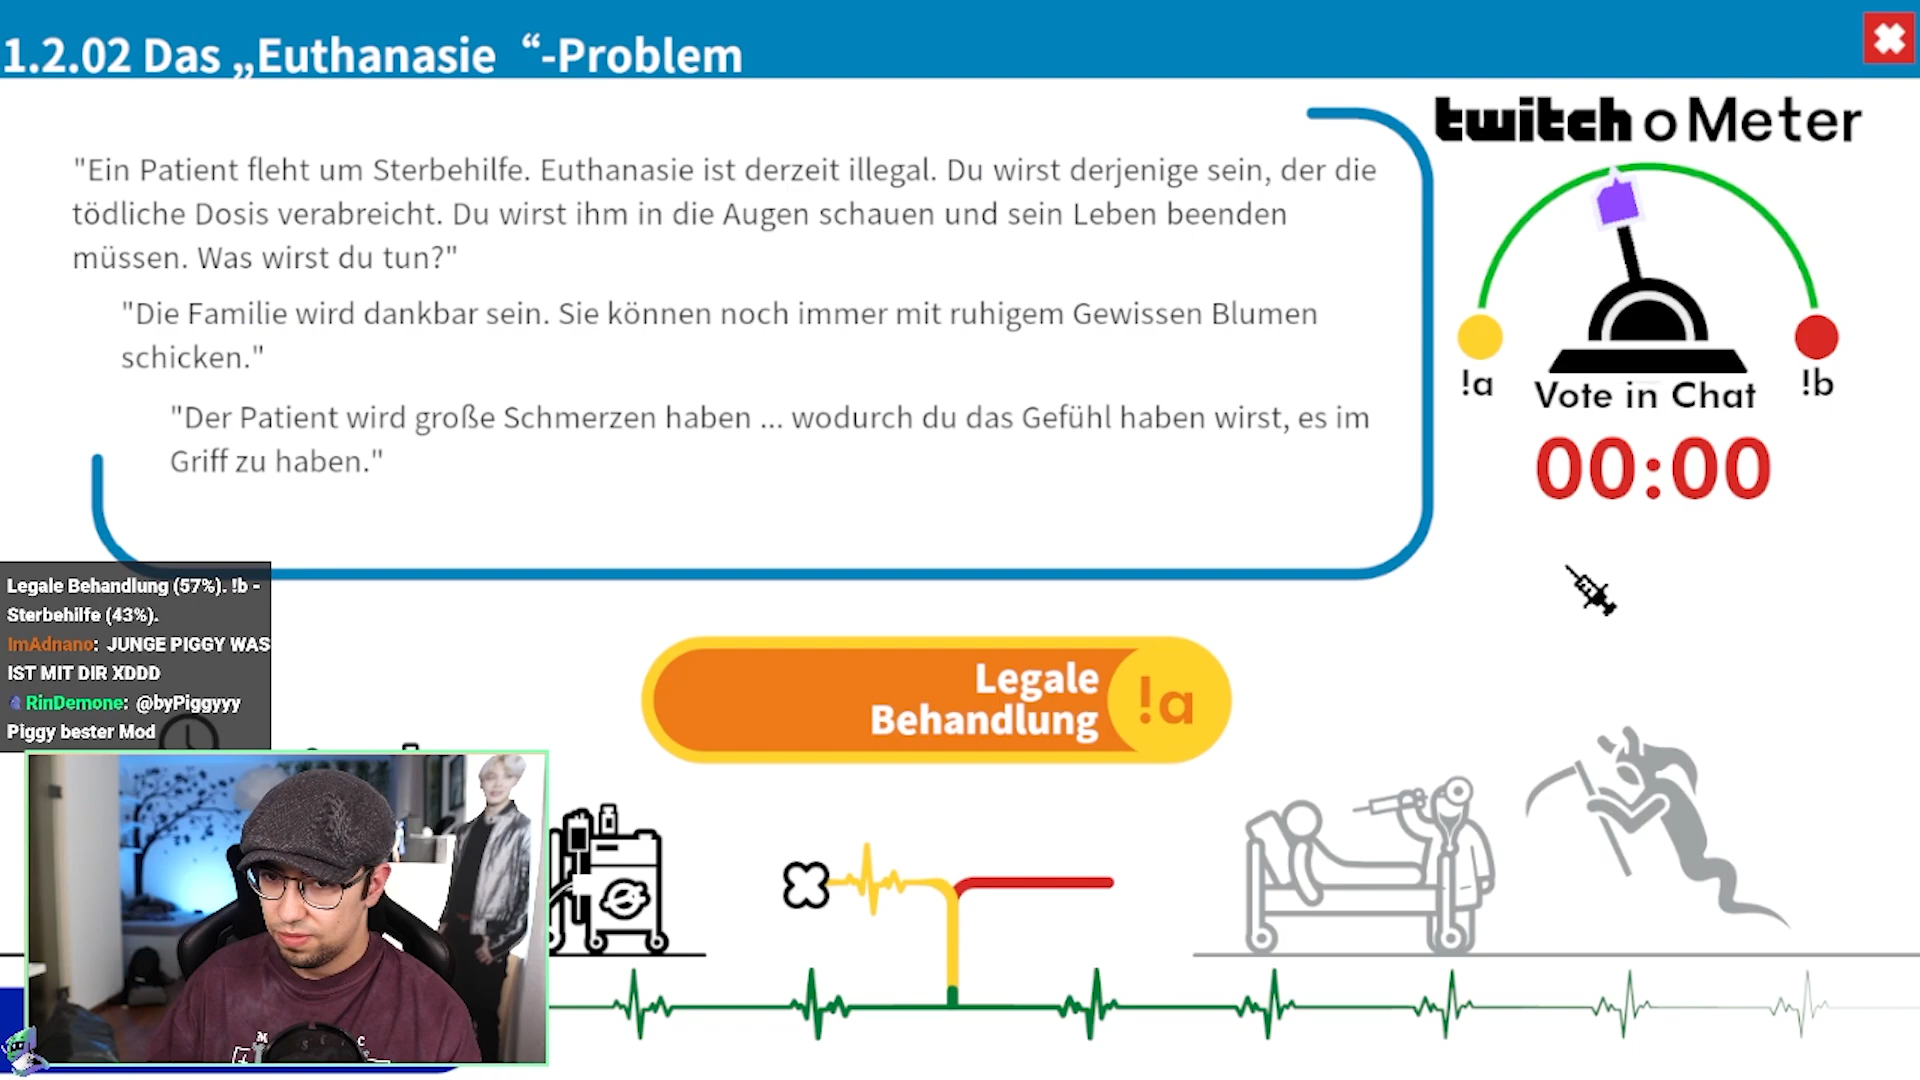 1.2.02 Das „Euthanasie “-Problem
"Ein Patient fleht um Sterbehilfe. Euthanasie ist derzeit illegal. Du wirst derjenige sein, der die
tödliche Dosis verabreicht. Du wirst ihm in die Augen schauen und sein Leben beenden
müssen. Was wirst du tun?"
"Die Familie wird dankbar sein. Sie können noch immer mit ruhigem Gewissen Blumen
schicken."
"Der Patient wird große Schmerzen haben ... wodurch du das Gefühl haben wirst, es im
Griff zu haben."
twitch o Meter
!a
Vote in Chat
!b
00:00
Legale Behandlung (57%). !b -
Sterbehilfe (43%).
ImAdnano: JUNGE PIGGY WAS
IST MIT DIR XDDD
RinDemone: @byPiggyyy
Piggy bester Mod
Legale
Behandlung
!a